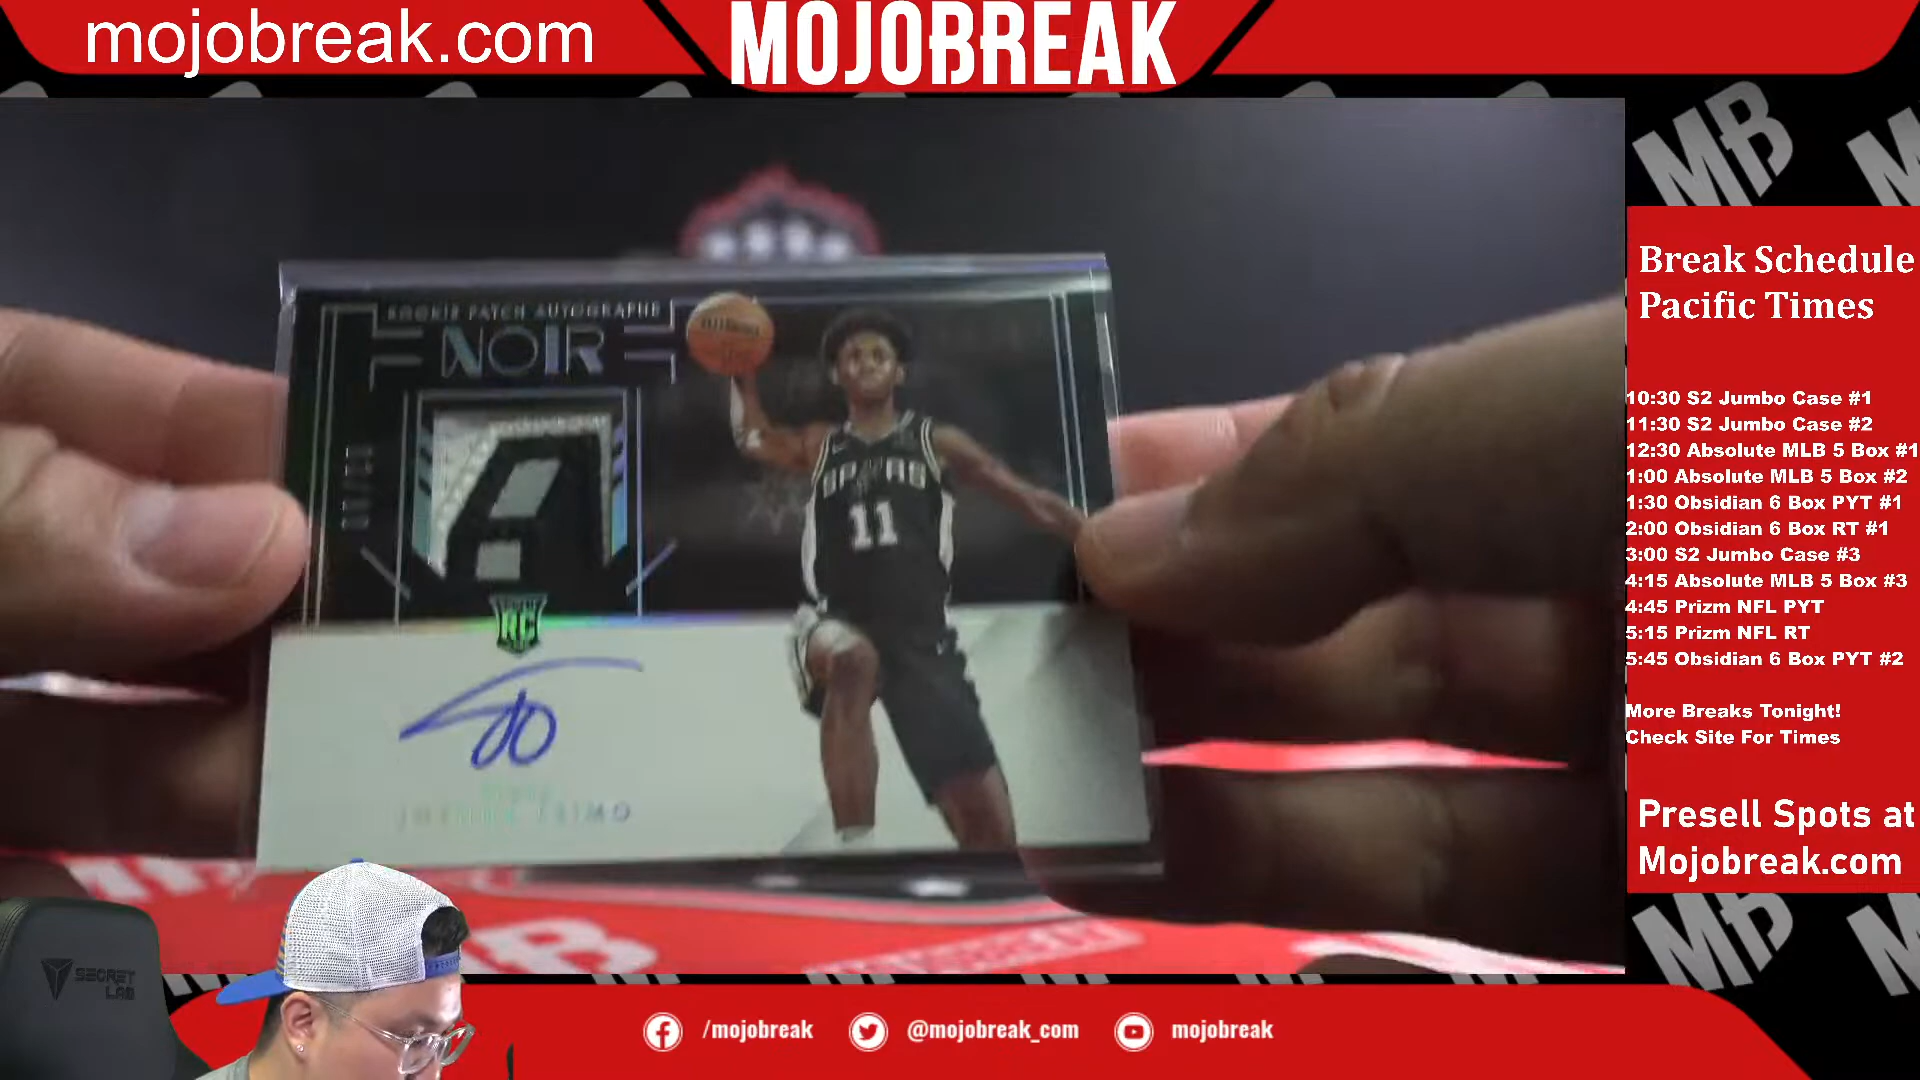 mojobreak.com
MOJOBREAK
MB
Break Schedule
Pacific Times
10:30 S2 Jumbo Case #1
11:30 S2 Jumbo Case #2
12:30 Absolute MLB 5 Box #1
1:00 Absolute MLB 5 Box #2
1:30 Obsidian 6 Box PYT #1
2:00 Obsidian 6 Box RT #1
3:00 S2 Jumbo Case #3
4:15 Absolute MLB 5 Box #3
4:45 Prizm NFL PYT
5:15 Prizm NFL RT
5:45 Obsidian 6 Box PYT #2
More Breaks Tonight!
Check Site For Times
Presell Spots at
Mojobreak.com
MB
ROOKIE PATCH AUTOGRAPHS
NOIR
Wilson
SPURS
11
RC
SECRET
LAB
/mojobreak
@mojobreak_com
mojobreak